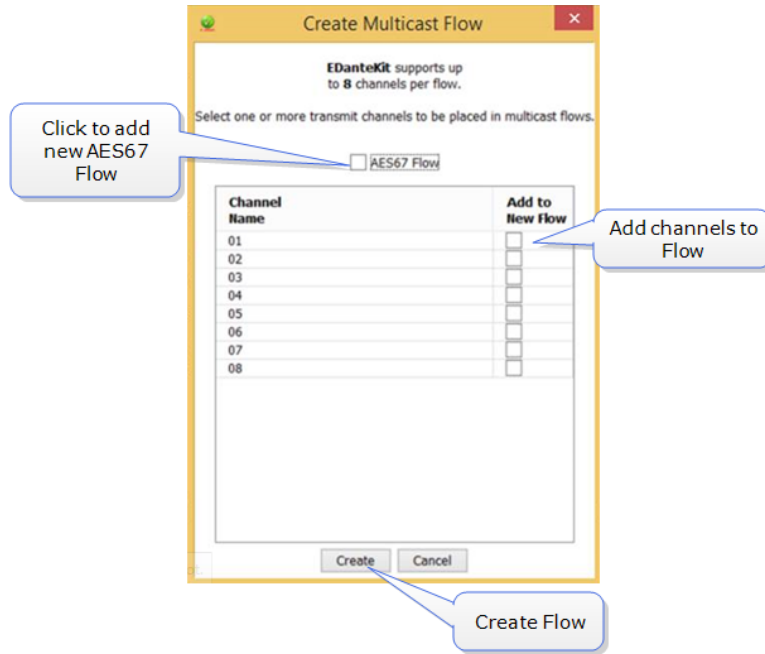 Create Multicast Flow
EDanteKit supports up
to 8 channels per flow.
Select one or more transmit channels to be placed in multicast flows.
Click to add
new AES67
Flow
AES67 Flow
Channel
Name
Add to
New Flow
01
02
03
04
05
06
07
08
Add channels to
Flow
Create
Cancel
Create Flow